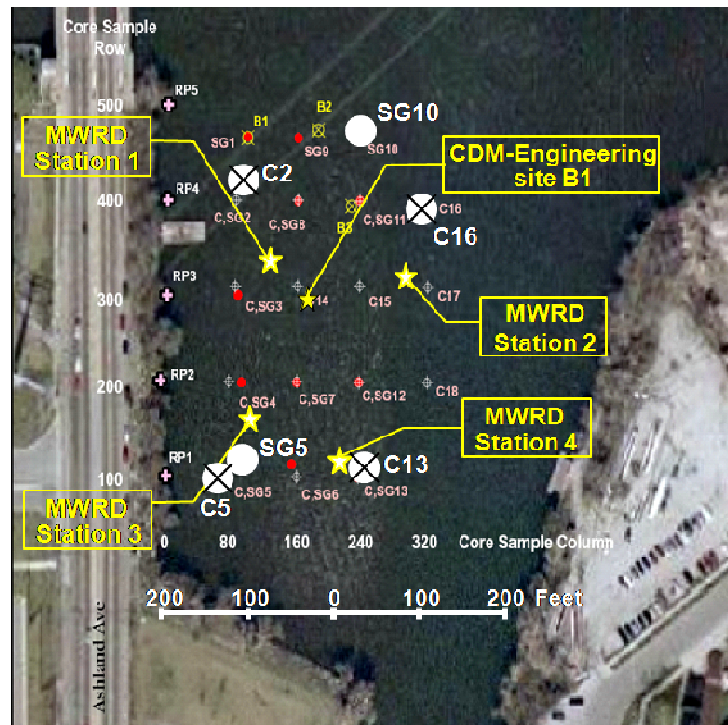 Core Sample
Row
RP5
500
B1
B2
SG10
MWRD
Station 1
SG1
SG9
SG10
CDM-Engineering
site B1
C2
RP4
400
C,SG2
C,SG8
B3
C,SG11
C16
C16
RP3
300
C,SG3
14
C15
C17
MWRD
Station 2
RP2
200
C,SG4
C,SG7
C,SG12
C18
MWRD
Station 4
SG5
C13
RP1
100
C5
C,SG5
C,SG6
C,SG13
MWRD
Station 3
0 80 160 240 320 Core Sample Column
200 100 0 100 200 Feet
Ashland Ave